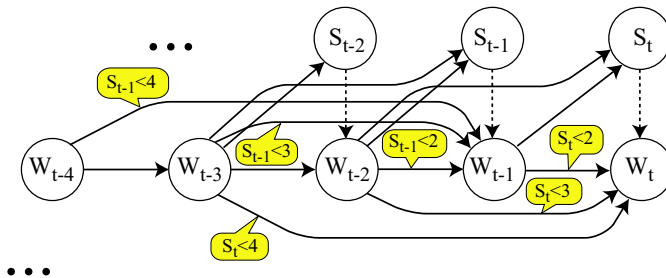 S_{t-2} S_{t-1} S_t
S_{t-1}<4
S_{t-1}<3 S_{t-1}<2 S_t<2
W_{t-4} W_{t-3} W_{t-2} W_{t-1} W_t
S_t<3
S_t<4